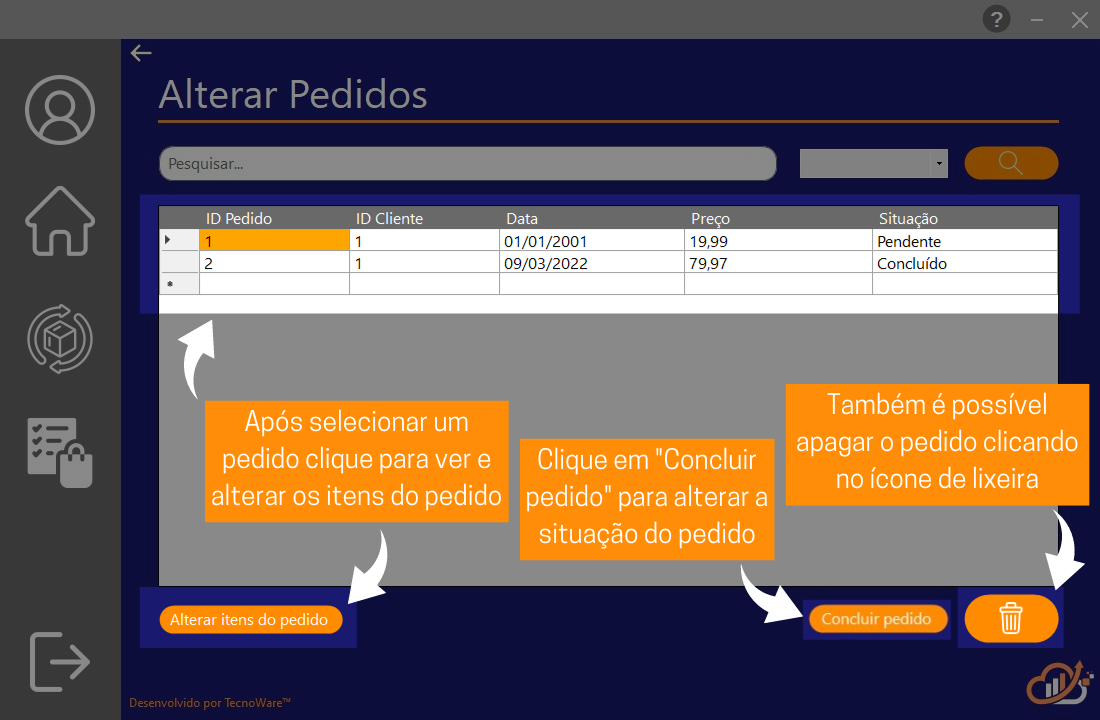 ?
Alterar Pedidos
Pesquisar...
ID Pedido ID Cliente Data Preço Situação
1 1 01/01/2001 19,99 Pendente
2 1 09/03/2022 79,97 Concluído
Após selecionar um
pedido clique para ver e
alterar os itens do pedido
Clique em "Concluir
pedido" para alterar a
situação do pedido
Também é possível
apagar o pedido clicando
no ícone de lixeira
Alterar itens do pedido
Concluir pedido
Desenvolvido por TecnoWare™